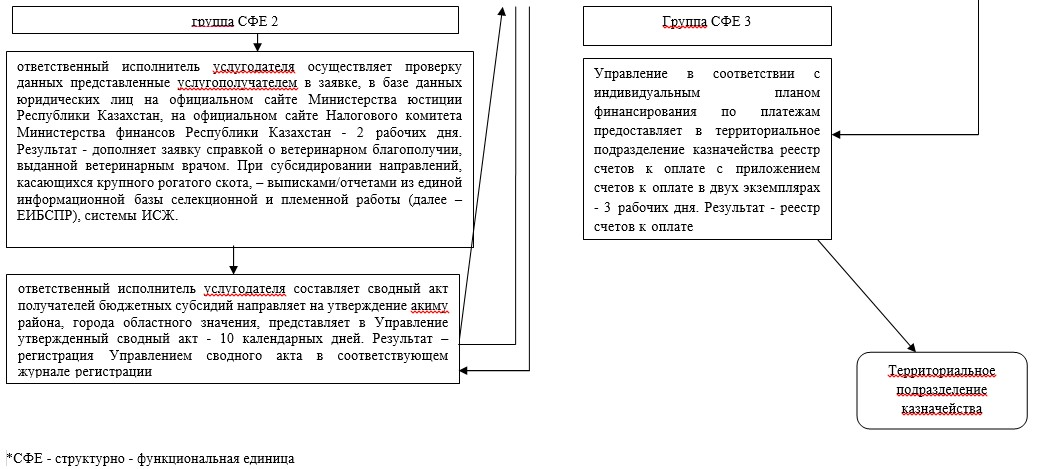 группа СФЕ 2
ответственный исполнитель услугодателя осуществляет проверку
данных представленные услугополучателем в заявке, в базе данных
юридических лиц на официальном сайте Министерства юстиции
Республики Казахстан, на официальном сайте Налогового комитета
Министерства финансов Республики Казахстан - 2 рабочих дня.
Результат - дополняет заявку справкой о ветеринарном благополучии,
выданной ветеринарным врачом. При субсидировании направлений,
касающихся крупного рогатого скота, – выписками/отчетами из единой
информационной базы селекционной и племенной работы (далее –
ЕИБСПР), системы ИСЖ.
ответственный исполнитель услугодателя составляет сводный акт
получателей бюджетных субсидий направляет на утверждение акиму
района, города областного значения, представляет в Управление
утвержденный сводный акт - 10 календарных дней. Результат –
регистрация Управлением сводного акта в соответствующем
журнале регистрации
Группа СФЕ 3
Управление в соответствии с
индивидуальным планом
финансирования по платежам
предоставляет в территориальное
подразделение казначейства реестр
счетов к оплате с приложением
счетов к оплате в двух экземплярах
- 3 рабочих дня. Результат - реестр
счетов к оплате
Территориальное
подразделение
казначейства
*СФЕ - структурно - функциональная единица